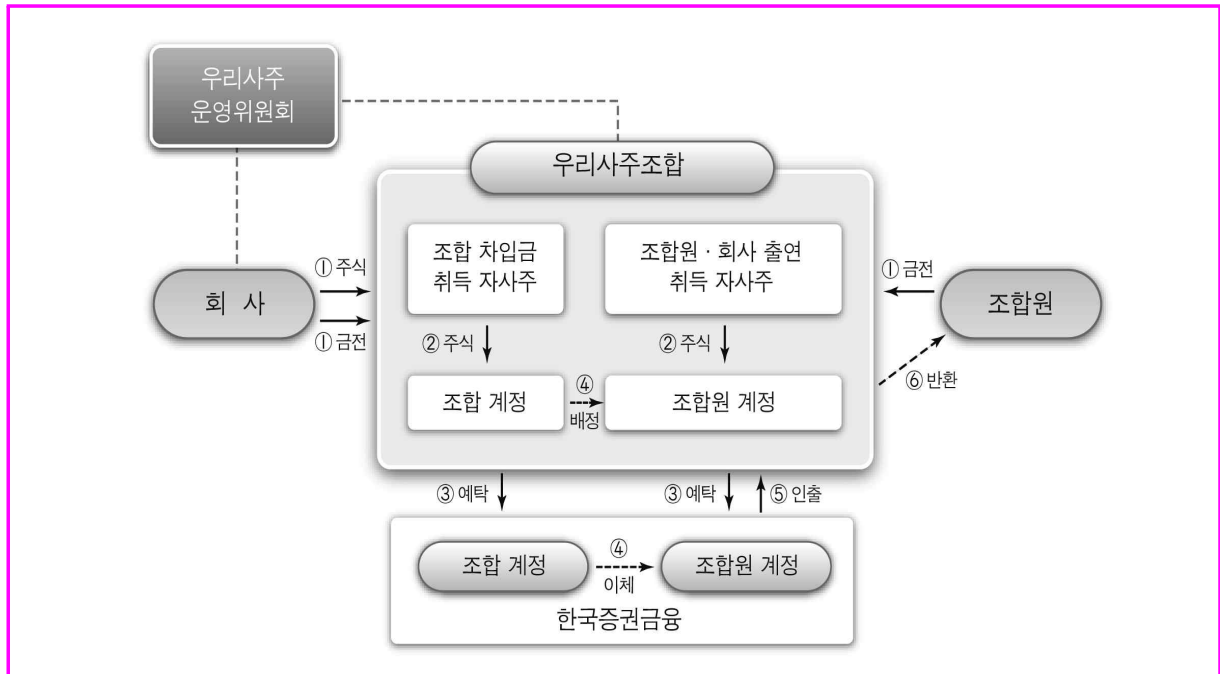 우리사주
운영위원회
우리사주조합
조합 차입금
취득 자사주
조합원 · 회사 출연
취득 자사주
① 주식
회 사
① 금전
① 금전
조합원
② 주식
② 주식
⑥ 반환
조합 계정
④
배정
조합원 계정
③ 예탁
③ 예탁
⑤ 인출
조합 계정
④
이체
조합원 계정
한국증권금융